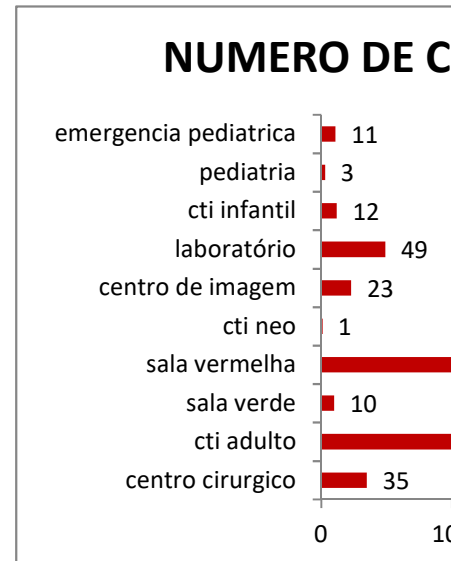 NUMERO DE C
emergencia pediatrica 11
pediatria 3
cti infantil 12
laboratório 49
centro de imagem 23
cti neo 1
sala vermelha
sala verde 10
cti adulto
centro cirurgico 35
0 10